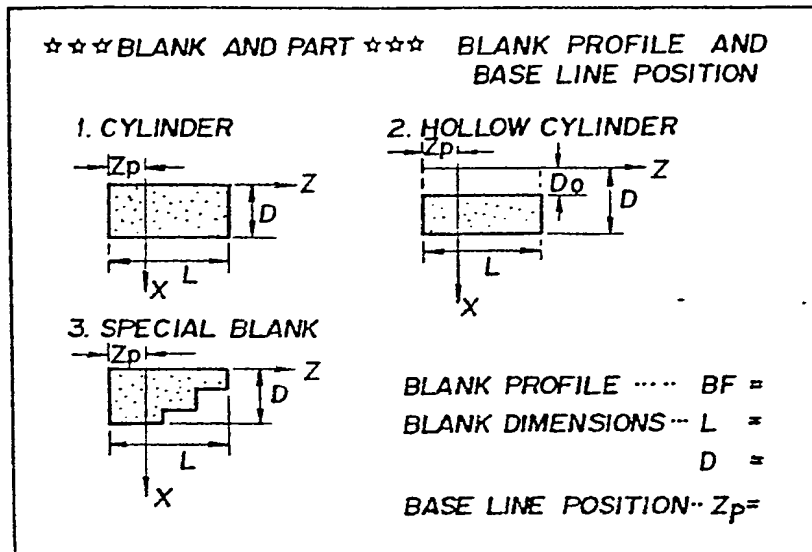 ☆☆☆ BLANK AND PART ☆☆☆ BLANK PROFILE AND
BASE LINE POSITION
1. CYLINDER
Zp
Z
D
L
X
2. HOLLOW CYLINDER
Zp
Z
Do
D
L
X
3. SPECIAL BLANK
Zp
Z
D
L
X
BLANK PROFILE ····· BF =
BLANK DIMENSIONS ··· L =
D =
BASE LINE POSITION ·· Zp=